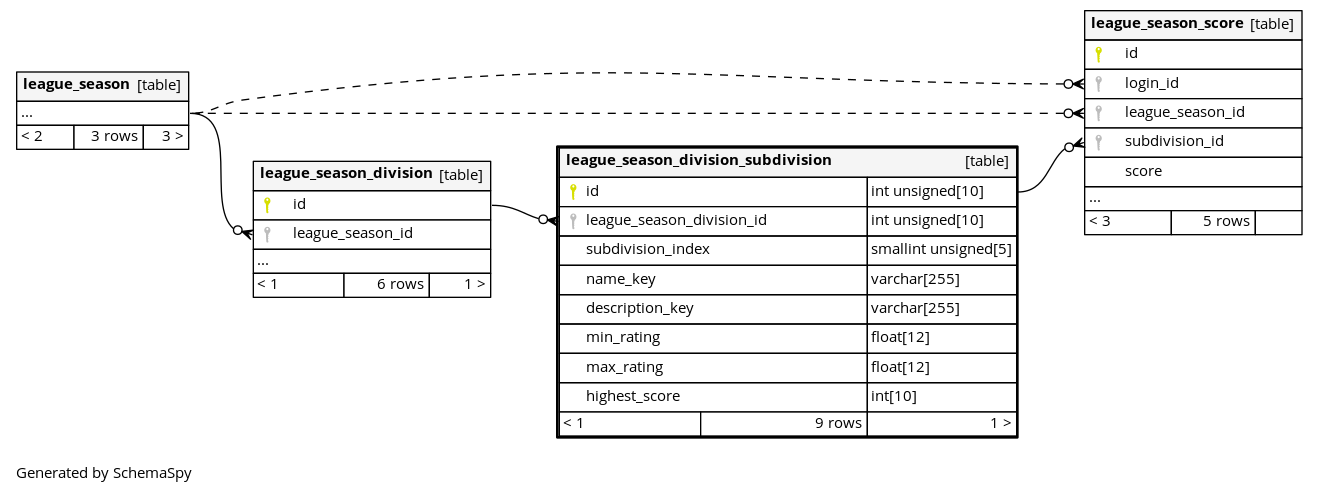 league_season [table]
...
< 2 3 rows 3 >
league_season_division [table]
id
league_season_id
...
< 1 6 rows 1 >
league_season_division_subdivision [table]
id int unsigned[10]
league_season_division_id int unsigned[10]
subdivision_index smallint unsigned[5]
name_key varchar[255]
description_key varchar[255]
min_rating float[12]
max_rating float[12]
highest_score int[10]
< 1 9 rows 1 >
league_season_score [table]
id
login_id
league_season_id
subdivision_id
score
...
< 3 5 rows
Generated by SchemaSpy